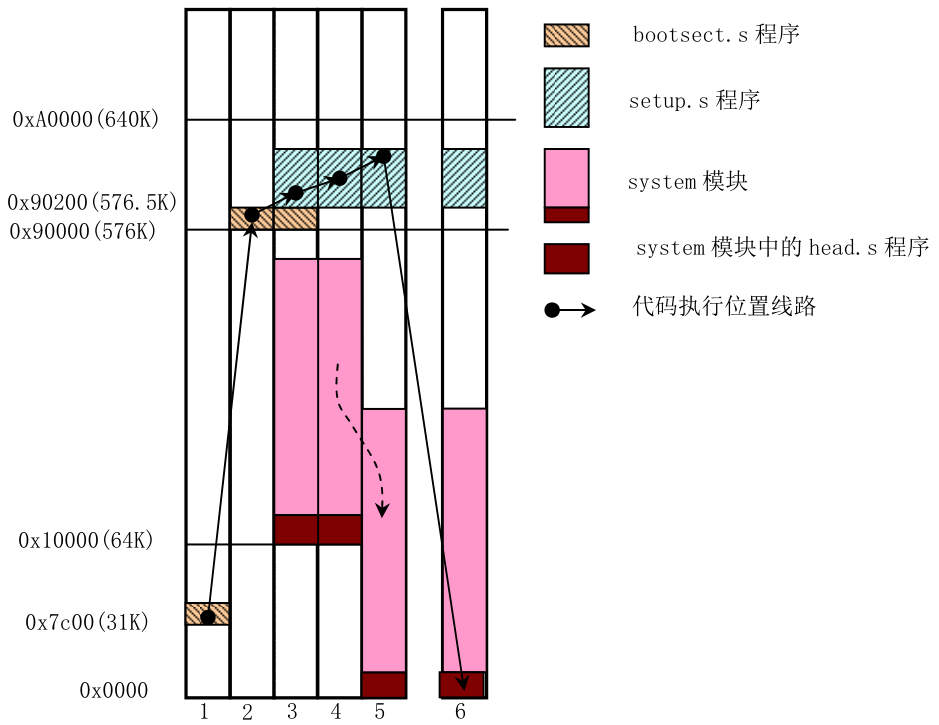 0xA0000(640K)
0x90200(576.5K)
0x90000(576K)
0x10000(64K)
0x7c00(31K)
0x0000
1 2 3 4 5 6
bootsect.s 程序
setup.s 程序
system 模块
system 模块中的 head.s 程序
代码执行位置线路